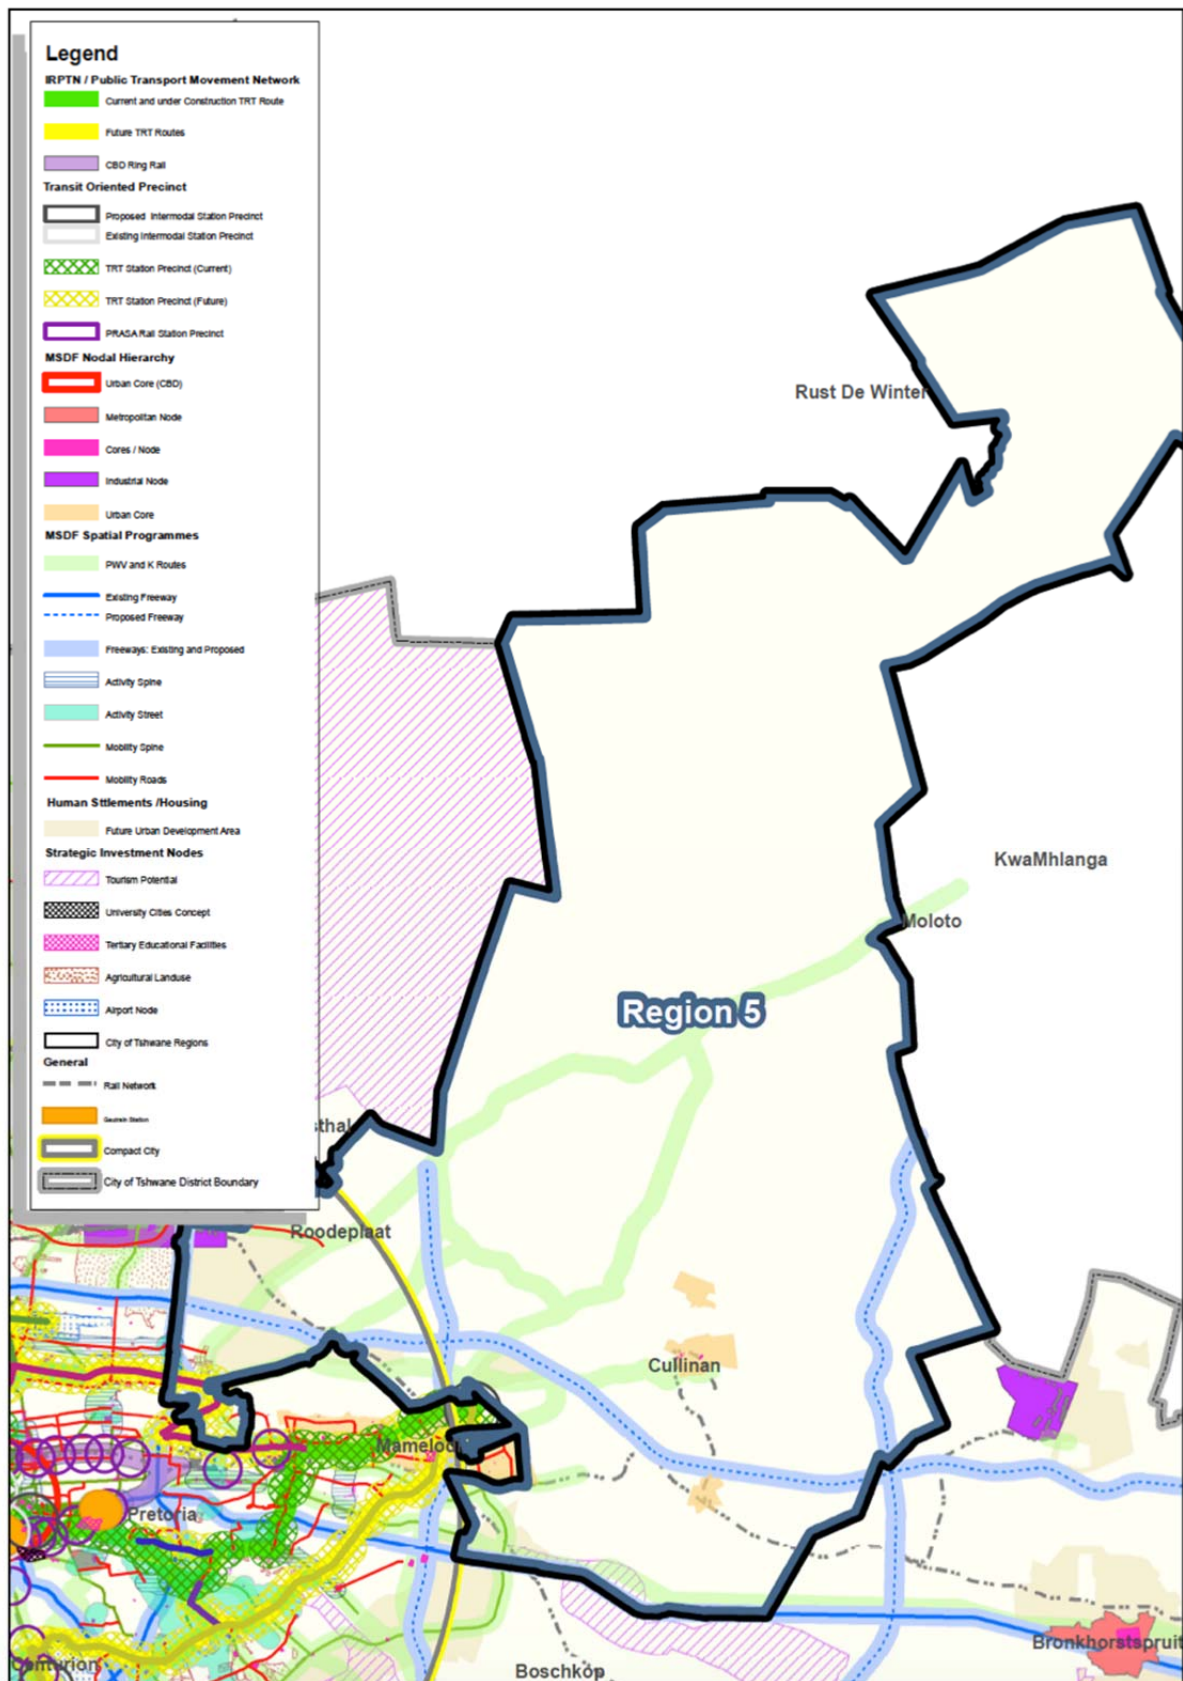 Legend
IRPTN / Public Transport Movement Network
Current and under Construction TRT Route
Future TRT Routes
CBD Ring Rail
Transit Oriented Precinct
Proposed Intermodal Station Precinct
Existing Intermodal Station Precinct
TRT Station Precinct (Current)
TRT Station Precinct (Future)
PRASA Rail Station Precinct
MSDF Nodal Hierarchy
Urban Core (CBD)
Metropolitan Node
Cores / Node
Industrial Node
Urban Core
MSDF Spatial Programmes
PWV and K Routes
Existing Freeway
Proposed Freeway
Freeways: Existing and Proposed
Activity Spine
Activity Street
Mobility Spine
Mobility Roads
Human Sttlements /Housing
Future Urban Development Area
Strategic Investment Nodes
Tourism Potential
University Cities Concept
Tertiary Educational Facilities
Agricultural Landuse
Airport Node
City of Tshwane Regions
General
Rail Network
Gautrain Station
Compact City
City of Tshwane District Boundary
Rust De Winter
KwaMhlanga
Moloto
Region 5
sthal
Roodeplaat
Cullinan
Mamelodi
Pretoria
Bronkhorstspruit
Centurion
Boschkop